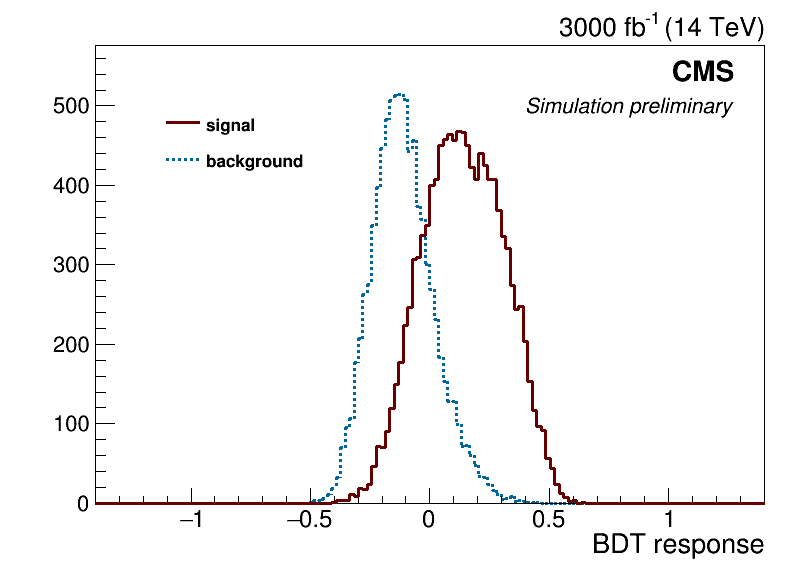 3000 fb⁻¹ (14 TeV)
CMS
Simulation preliminary
signal
background
500
400
300
200
100
0
−1
−0.5
0
0.5
1
BDT response